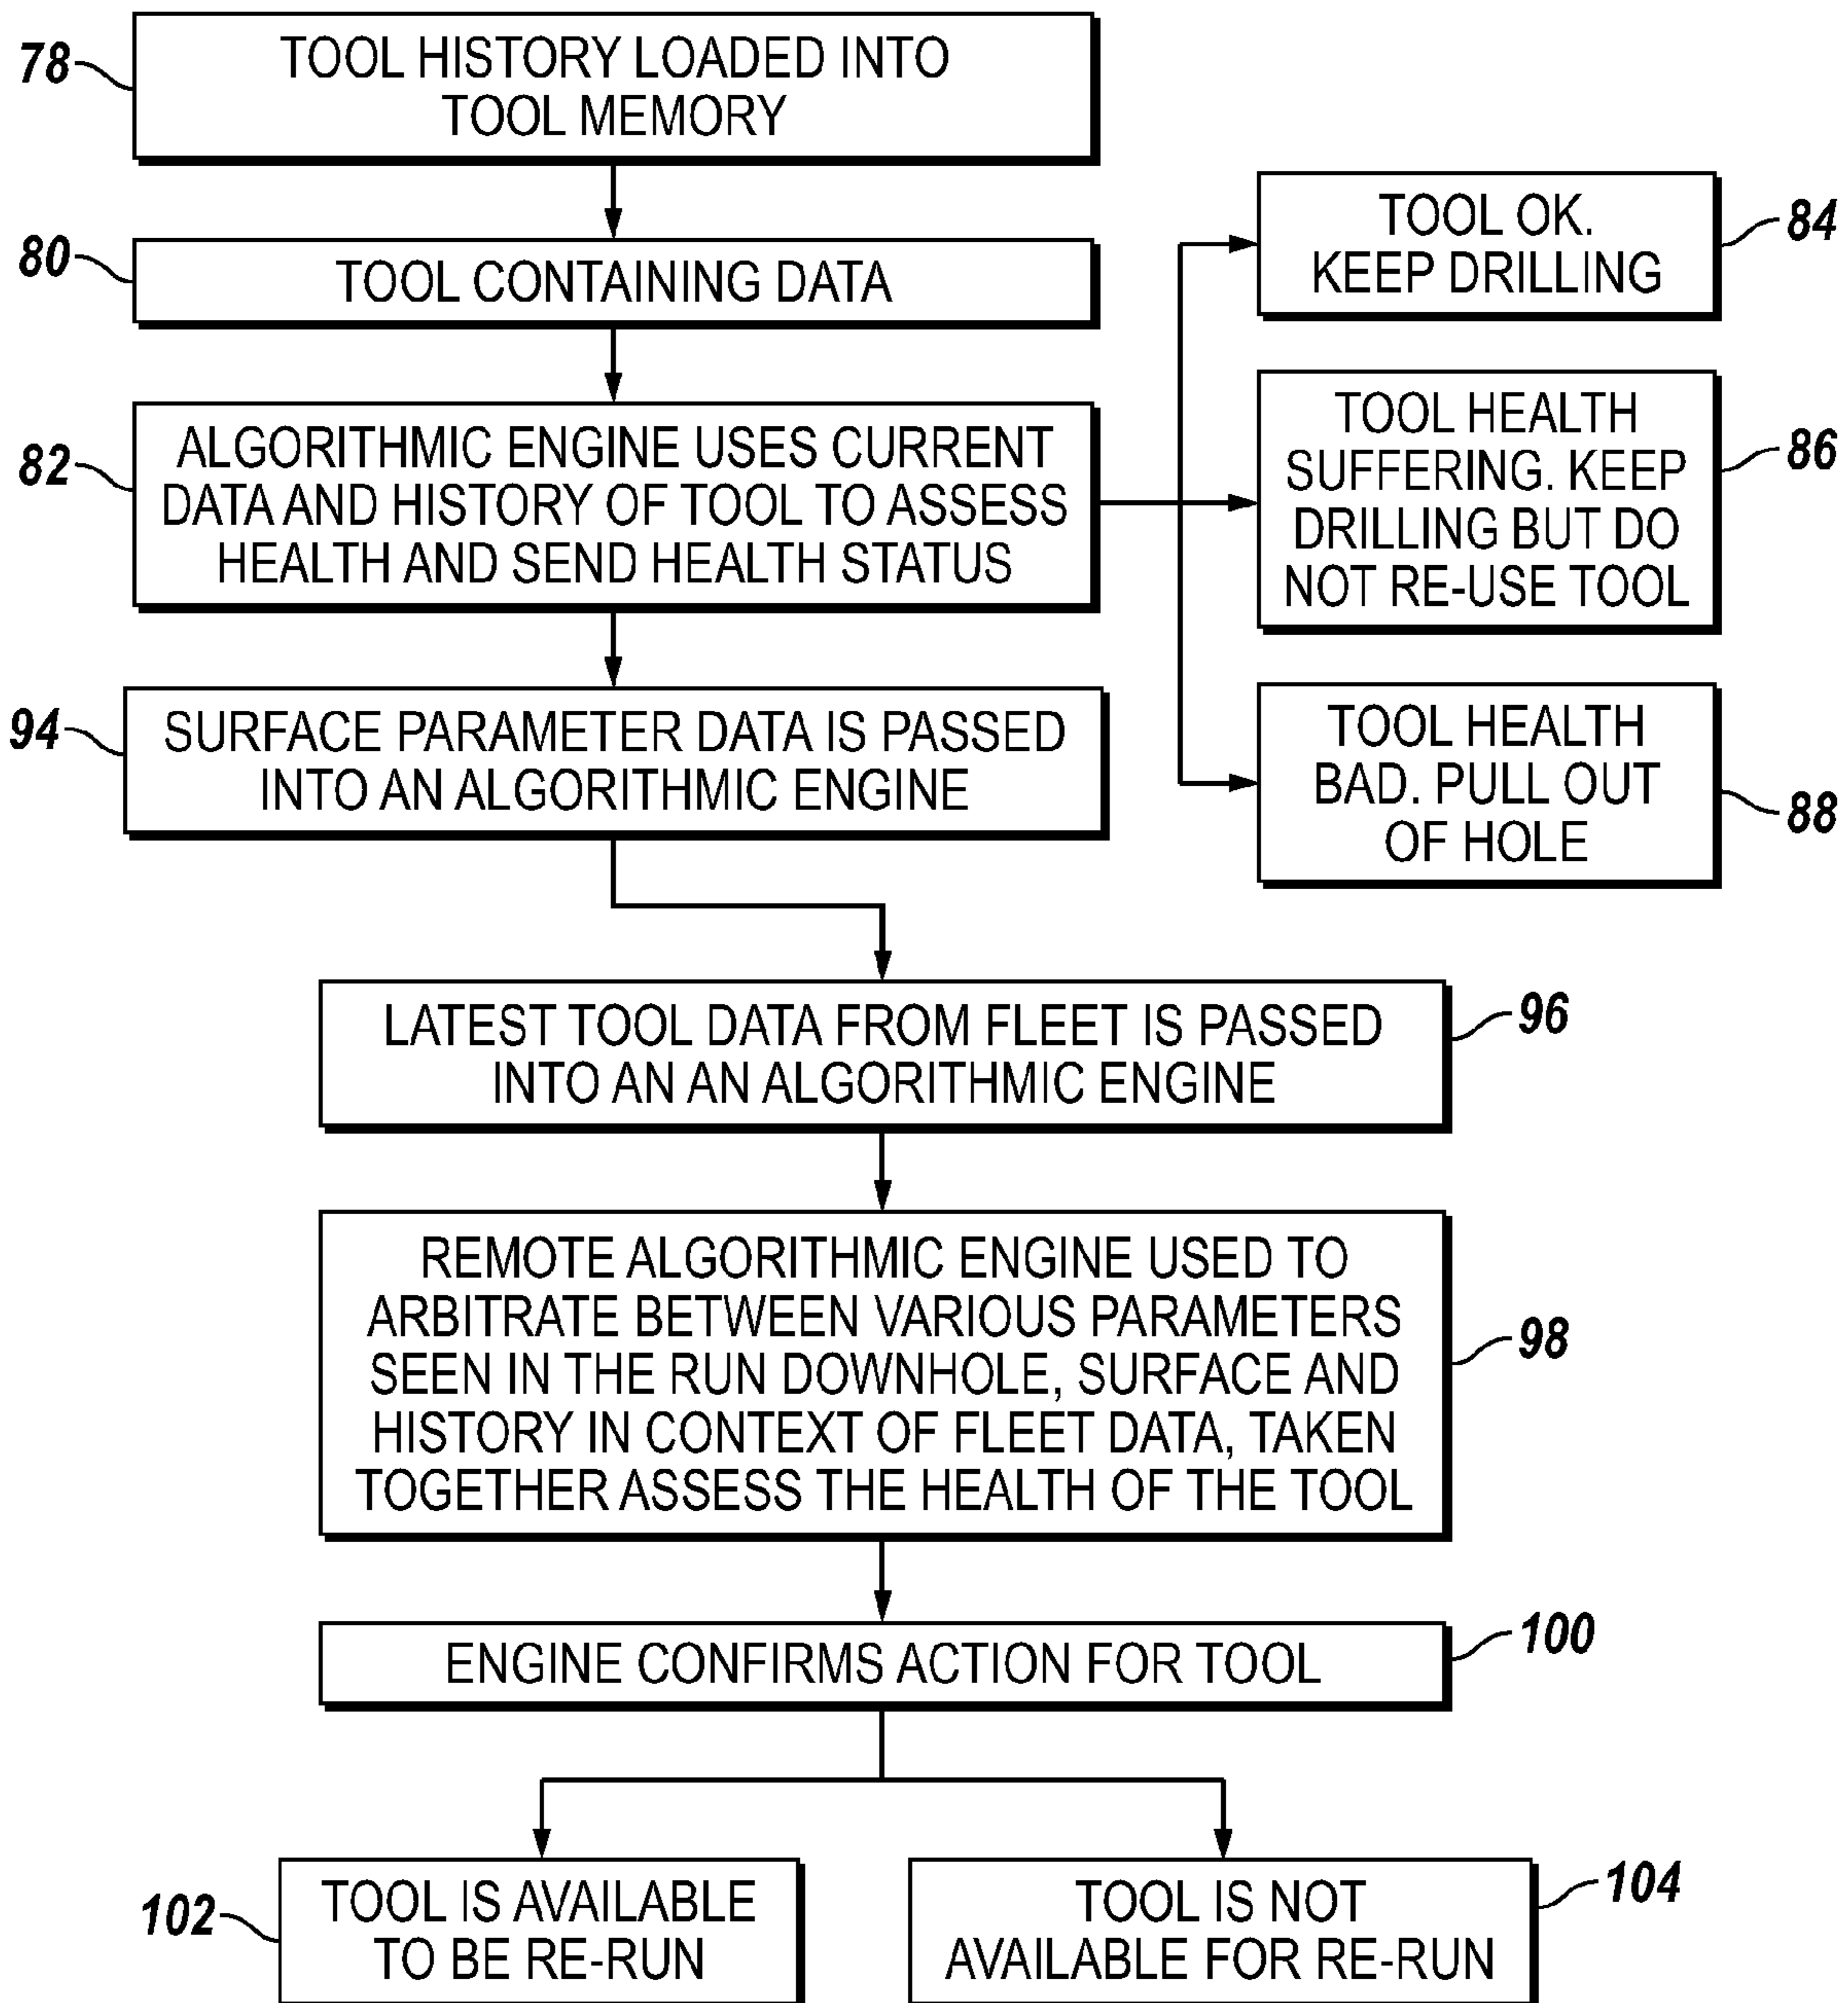 78
TOOL HISTORY LOADED INTO
TOOL MEMORY
80
TOOL CONTAINING DATA
82
ALGORITHMIC ENGINE USES CURRENT
DATA AND HISTORY OF TOOL TO ASSESS
HEALTH AND SEND HEALTH STATUS
TOOL OK.
KEEP DRILLING
84
TOOL HEALTH
SUFFERING. KEEP
DRILLING BUT DO
NOT RE-USE TOOL
86
TOOL HEALTH
BAD. PULL OUT
OF HOLE
88
94
SURFACE PARAMETER DATA IS PASSED
INTO AN ALGORITHMIC ENGINE
LATEST TOOL DATA FROM FLEET IS PASSED
INTO AN AN ALGORITHMIC ENGINE
96
REMOTE ALGORITHMIC ENGINE USED TO
ARBITRATE BETWEEN VARIOUS PARAMETERS
SEEN IN THE RUN DOWNHOLE, SURFACE AND
HISTORY IN CONTEXT OF FLEET DATA, TAKEN
TOGETHER ASSESS THE HEALTH OF THE TOOL
98
ENGINE CONFIRMS ACTION FOR TOOL
100
102
TOOL IS AVAILABLE
TO BE RE-RUN
TOOL IS NOT
AVAILABLE FOR RE-RUN
104